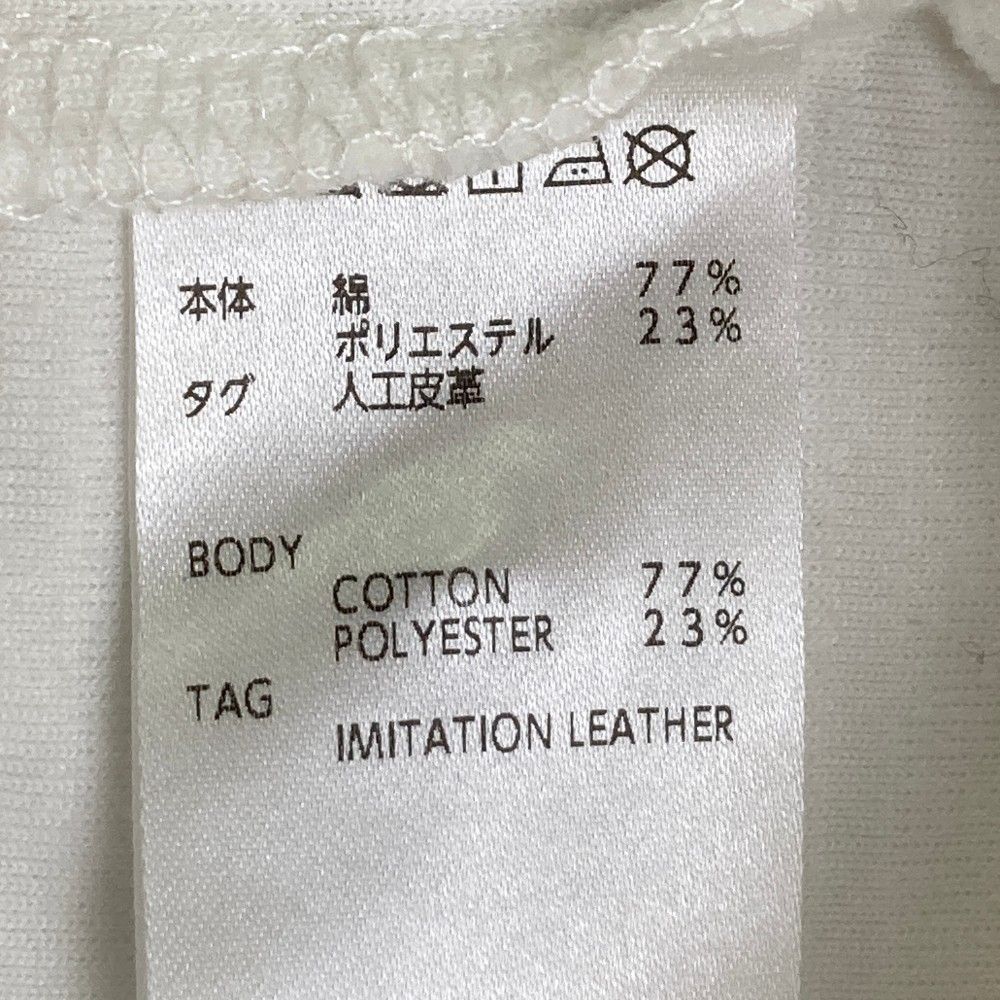 本体 綿 77%
ポリエステル 23%
タグ 人工皮革
BODY
COTTON 77%
POLYESTER 23%
TAG
IMITATION LEATHER